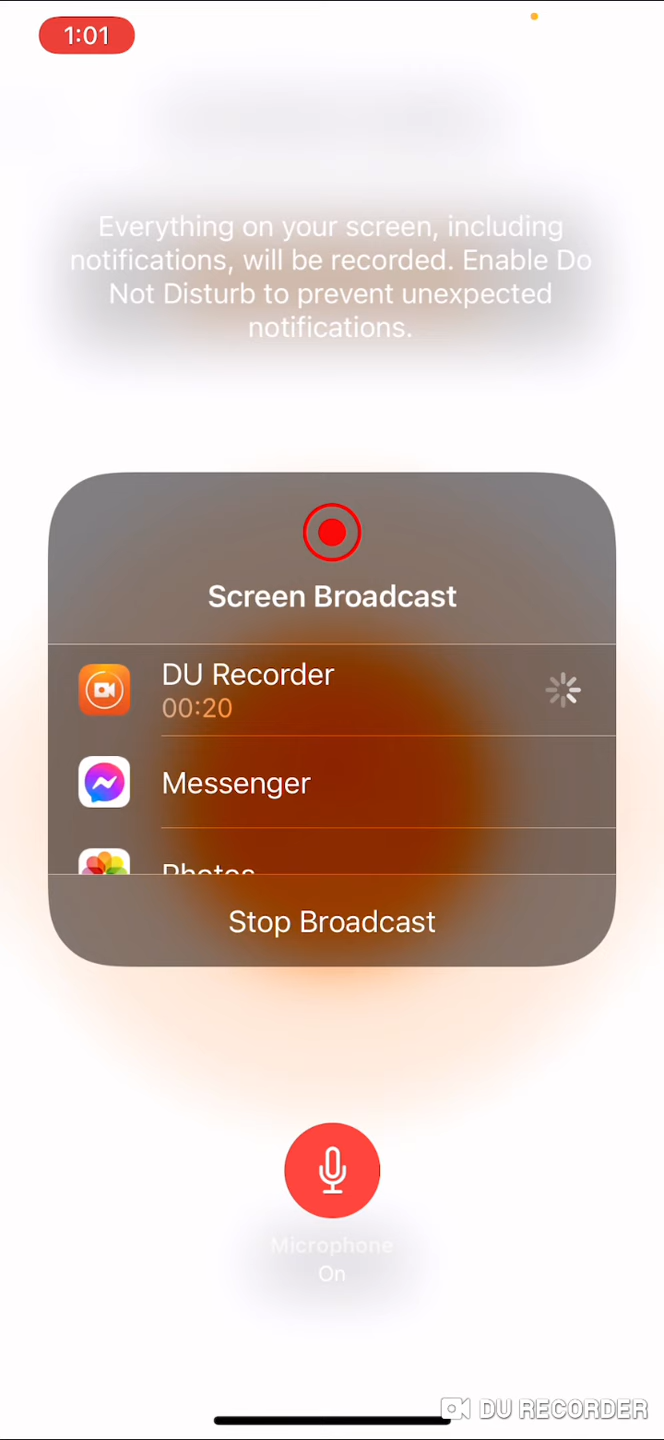 1:01
Everything on your screen, including
notifications, will be recorded. Enable Do
Not Disturb to prevent unexpected
notifications.
Screen Broadcast
DU Recorder
00:20
Messenger
Photos
Stop Broadcast
Microphone
On
DU RECORDER